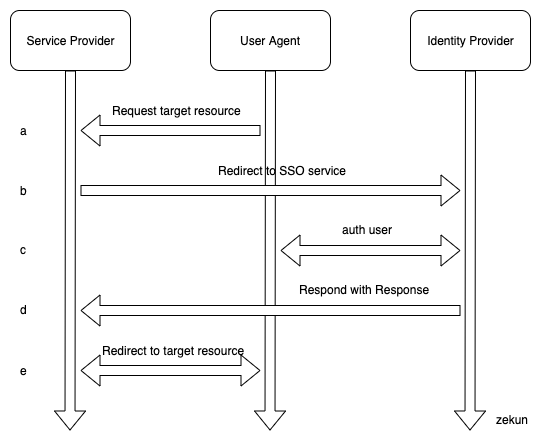 Service Provider
User Agent
Identity Provider
Request target resource
a
Redirect to SSO service
b
auth user
c
Respond with Response
d
Redirect to target resource
e
zekun